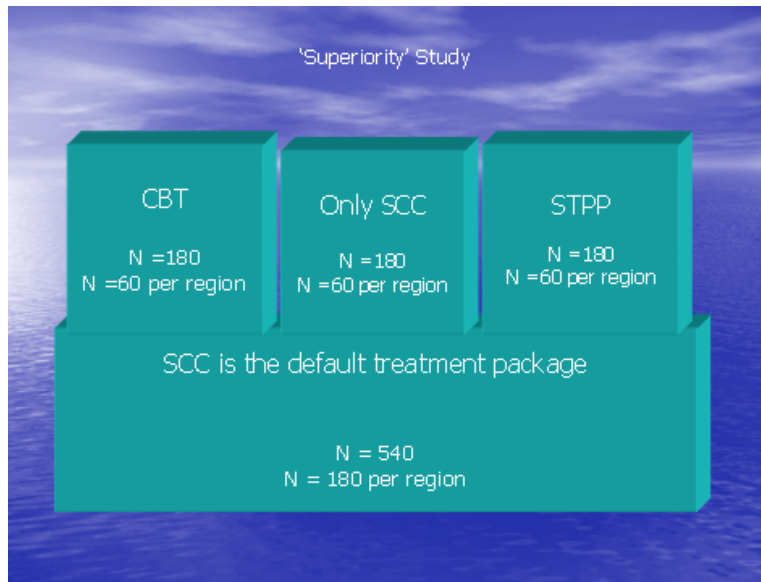 'Superiority' Study
CBT
N =180
N =60 per region
Only SCC
N =180
N =60 per region
STPP
N =180
N =60 per region
SCC is the default treatment package
N = 540
N = 180 per region